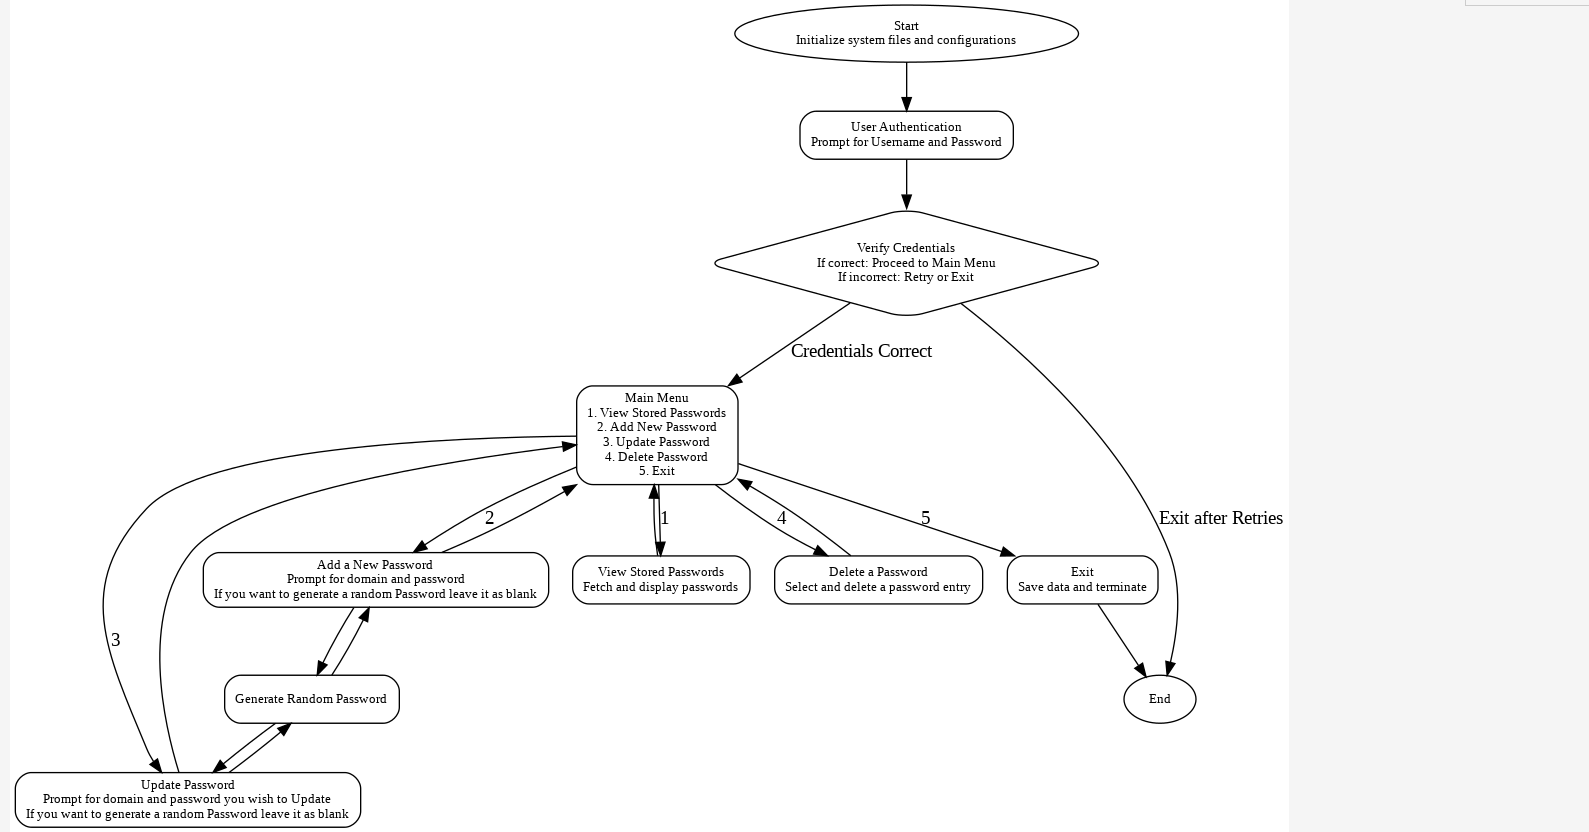 Start
Initialize system files and configurations
User Authentication
Prompt for Username and Password
Verify Credentials
If correct: Proceed to Main Menu
If incorrect: Retry or Exit
Credentials Correct
Main Menu
1. View Stored Passwords
2. Add New Password
3. Update Password
4. Delete Password
5. Exit
2
1
4
5
Exit after Retries
Add a New Password
Prompt for domain and password
If you want to generate a random Password leave it as blank
View Stored Passwords
Fetch and display passwords
Delete a Password
Select and delete a password entry
Exit
Save data and terminate
3
Generate Random Password
End
Update Password
Prompt for domain and password you wish to Update
If you want to generate a random Password leave it as blank